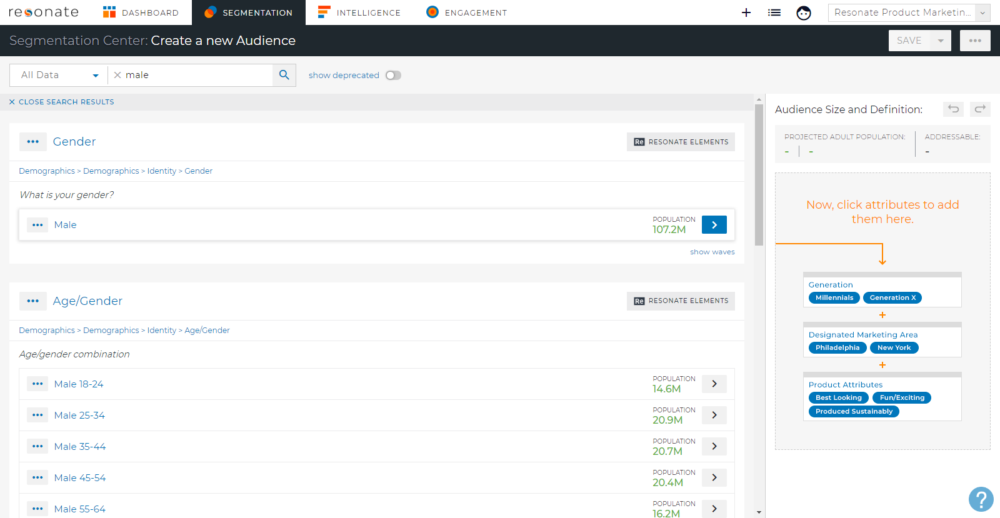 resonate
DASHBOARD
SEGMENTATION
INTELLIGENCE
ENGAGEMENT
Resonate Product Marketin...
Segmentation Center: Create a new Audience
SAVE
All Data
male
show deprecated
CLOSE SEARCH RESULTS
Gender
Re RESONATE ELEMENTS
Demographics > Demographics > Identity > Gender
What is your gender?
Male
POPULATION
107.2M
show waves
Age/Gender
Re RESONATE ELEMENTS
Demographics > Demographics > Identity > Age/Gender
Age/gender combination
Male 18-24
POPULATION
14.6M
Male 25-34
POPULATION
20.9M
Male 35-44
POPULATION
20.7M
Male 45-54
POPULATION
20.4M
Male 55-64
POPULATION
16.2M
Audience Size and Definition:
PROJECTED ADULT POPULATION:
- | -
ADDRESSABLE:
-
Now, click attributes to add
them here.
Generation
Millennials Generation X
+
Designated Marketing Area
Philadelphia New York
+
Product Attributes
Best Looking Fun/Exciting
Produced Sustainably
?